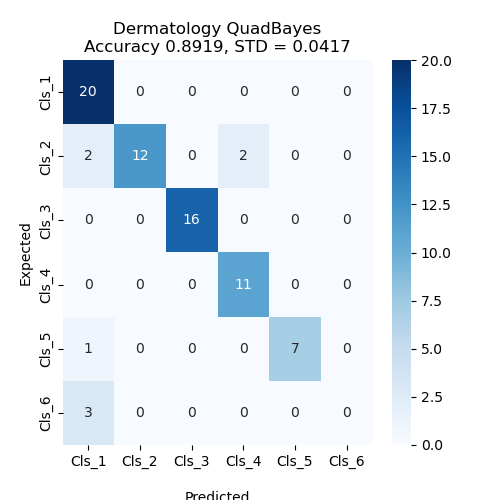 Dermatology QuadBayes
Accuracy 0.8919, STD = 0.0417
Expected
Cls_1 20 0 0 0 0 0
Cls_2 2 12 0 2 0 0
Cls_3 0 0 16 0 0 0
Cls_4 0 0 0 11 0 0
Cls_5 1 0 0 0 7 0
Cls_6 3 0 0 0 0 0
Cls_1 Cls_2 Cls_3 Cls_4 Cls_5 Cls_6
Predicted
20.0
17.5
15.0
12.5
10.0
7.5
5.0
2.5
0.0